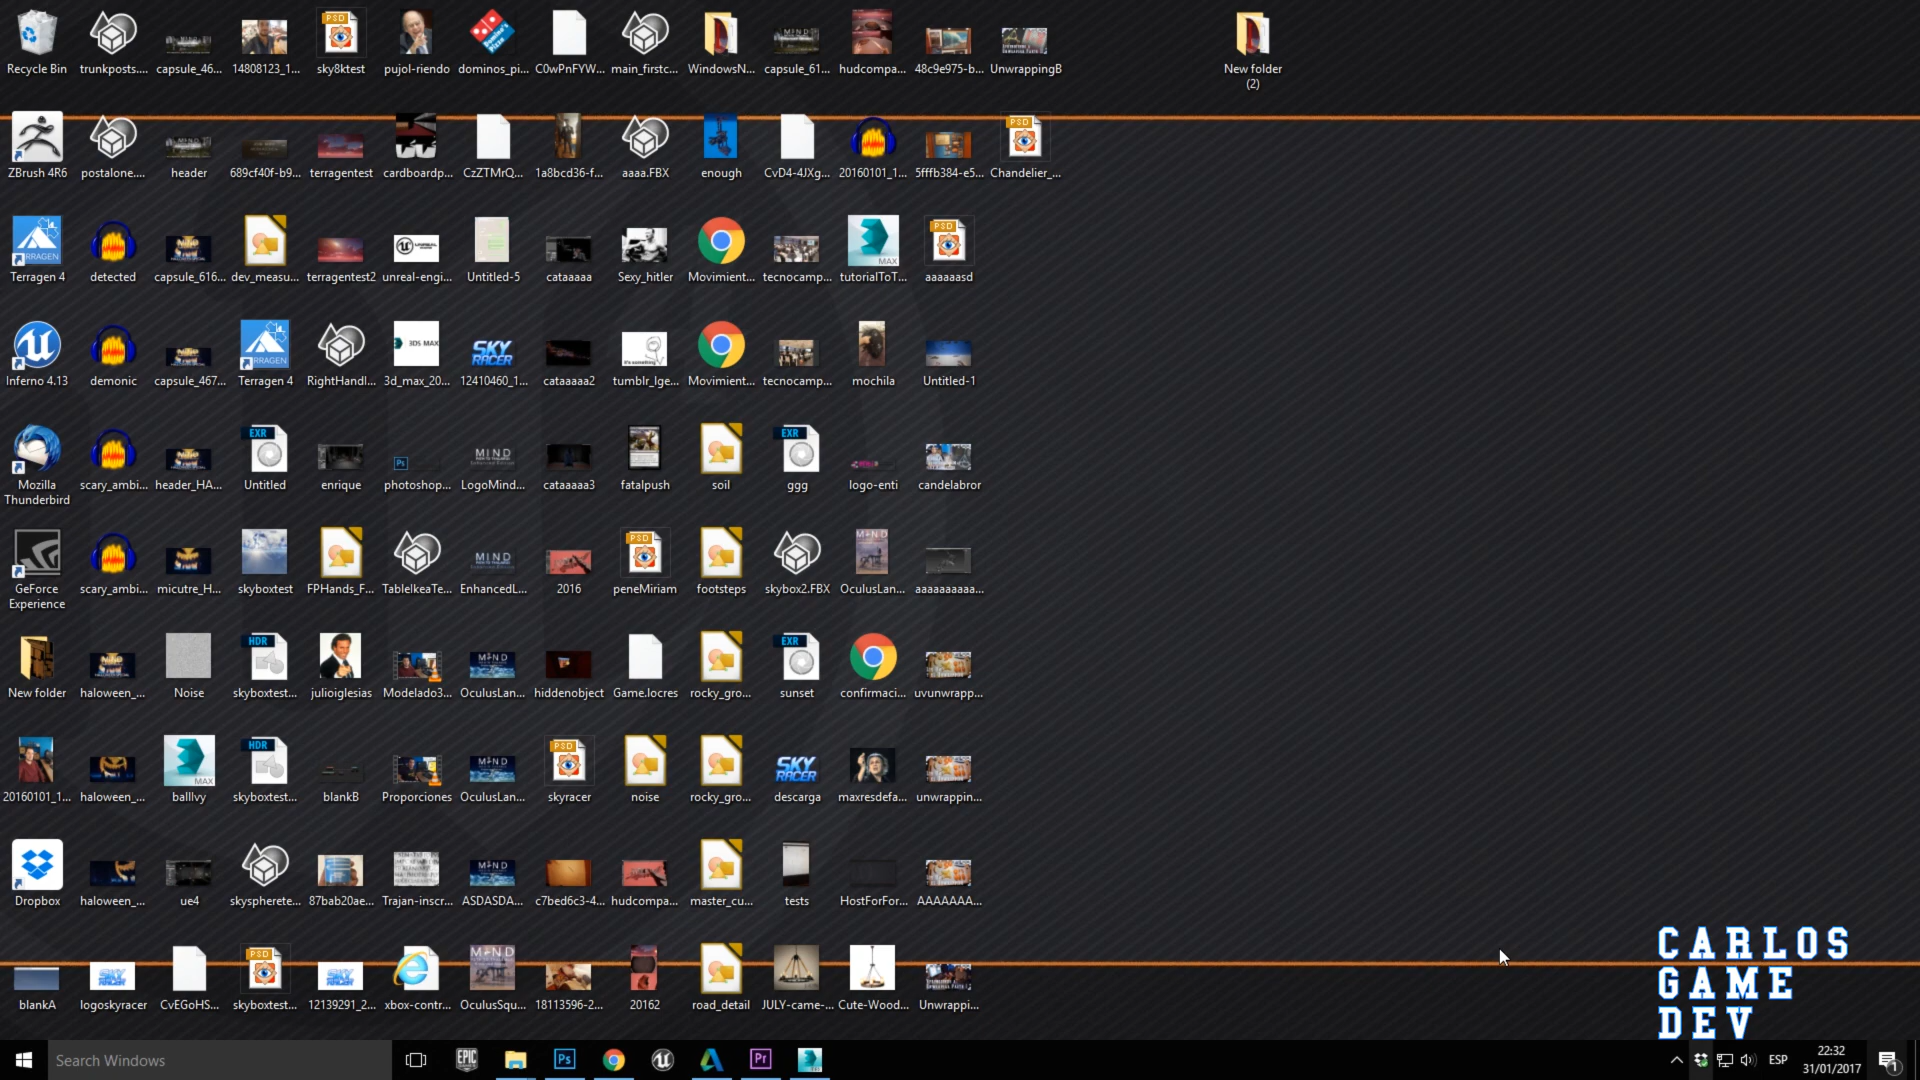 Recycle Bin
trunkposts....
capsule_46...
14808123_1...
sky8ktest
pujol-riendo
dominos_pi...
C0wPnFYW...
main_firstc...
WindowsN...
capsule_61...
hudcompa...
48c9e975-b...
UnwrappingB
New folder
(2)
ZBrush 4R6
postalone....
header
689cf40f-b9...
terragentest
cardboardp...
CzZTMrQ...
1a8bcd36-f...
aaaa.FBX
enough
CvD4-4JXg...
20160101_1...
5fffb384-e5...
Chandelier_...
Terragen 4
detected
capsule_616...
dev_measu...
terragentest2
unreal-engi...
Untitled-5
cataaaaa
Sexy_hitler
Movimient...
tecnocamp...
tutorialToT...
aaaaaasd
Inferno 4.13
demonic
capsule_467...
Terragen 4
RightHandl...
3d_max_20...
12410460_1...
cataaaaa2
tumblr_lge...
Movimient...
tecnocamp...
mochila
Untitled-1
Mozilla
Thunderbird
scary_ambi...
header_HA...
Untitled
enrique
photoshop...
LogoMind...
cataaaaa3
fatalpush
soil
ggg
logo-enti
candelabror
GeForce
Experience
scary_ambi...
micutre_H...
skyboxtest
FPHands_F...
TableIkeaTe...
EnhancedL...
2016
peneMiriam
footsteps
skybox2.FBX
OculusLan...
aaaaaaaaaa...
New folder
haloween_...
Noise
skyboxtest...
julioiglesias
Modelado3...
OculusLan...
hiddenobject
Game.locres
rocky_gro...
sunset
confirmaci...
uvunwrapp...
20160101_1...
haloween_...
ballIvy
skyboxtest...
blankB
Proporciones
OculusLan...
skyracer
noise
rocky_gro...
descarga
maxresdefa...
unwrappin...
Dropbox
haloween_...
ue4
skysphere​te...
87bab20ae...
Trajan-inscr...
ASDASDA...
c7bed6c3-4...
hudcompa...
master_cu...
tests
HostForFor...
AAAAAAA...
blankA
logoskyracer
CvEGoHS...
skyboxtest...
12139291_2...
xbox-contr...
OculusSqu...
18113596-2...
20162
road_detail
JULY-came-...
Cute-Wood...
Unwrappi...
CARLOS
GAME
DEV
Search Windows
ESP
22:32
31/01/2017
1